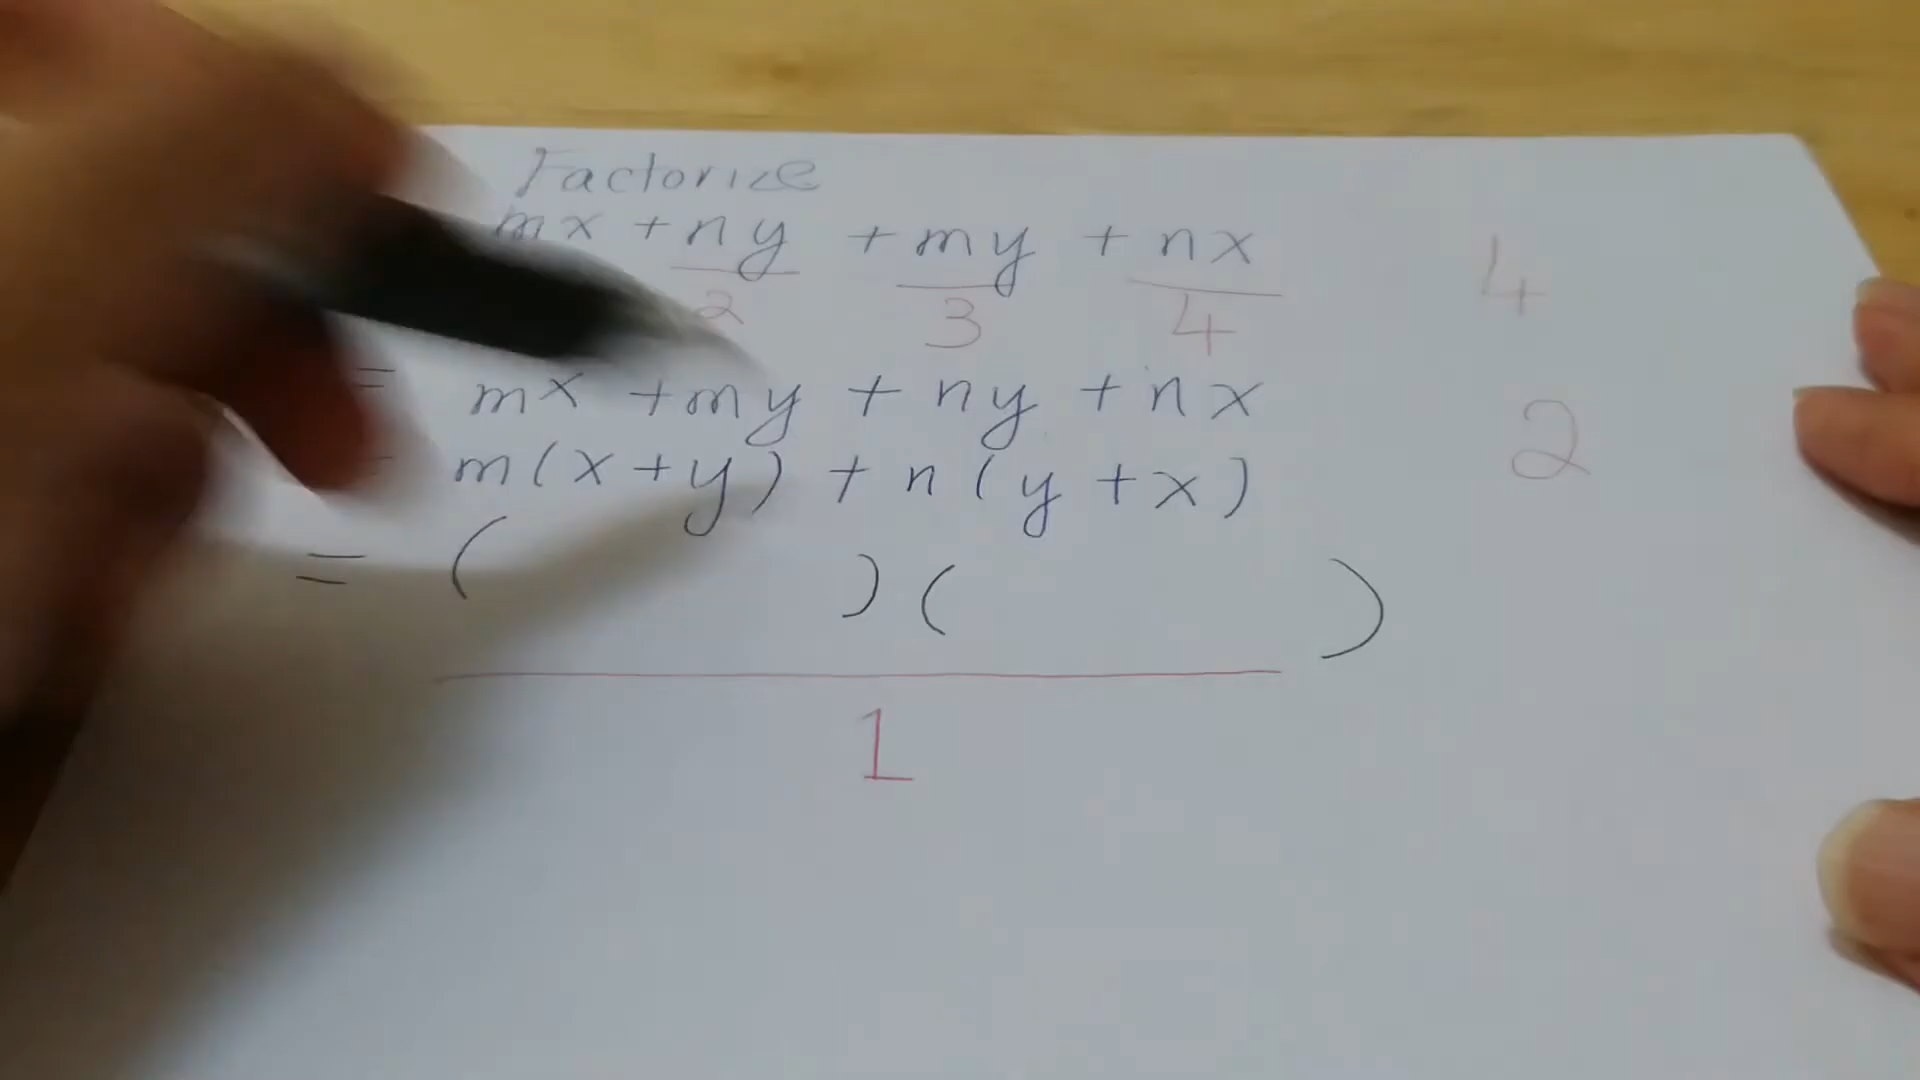 Factorize
mx + ny + my + nx 4
2 3 4
= mx + my + ny + nx 2
= m(x+y) + n(y+x)
= ( )( )
1